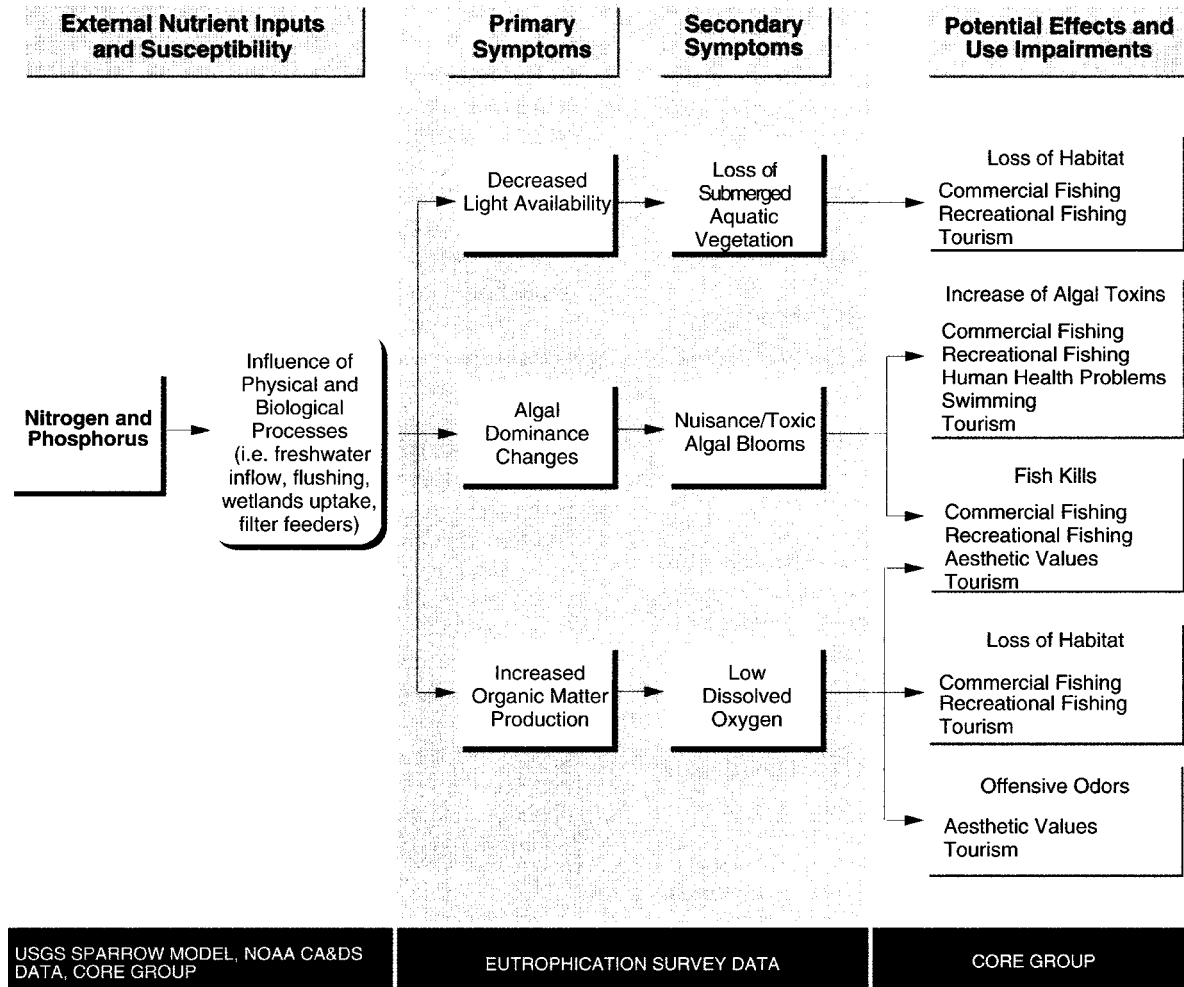 External Nutrient Inputs
and Susceptibility
Primary
Symptoms
Secondary
Symptoms
Potential Effects and
Use Impairments
Nitrogen and
Phosphorus
Influence of
Physical and
Biological
Processes
(i.e. freshwater
inflow, flushing,
wetlands uptake,
filter feeders)
Decreased
Light Availability
Loss of
Submerged
Aquatic
Vegetation
Loss of Habitat
Commercial Fishing
Recreational Fishing
Tourism
Algal
Dominance
Changes
Nuisance/Toxic
Algal Blooms
Increase of Algal Toxins
Commercial Fishing
Recreational Fishing
Human Health Problems
Swimming
Tourism
Fish Kills
Commercial Fishing
Recreational Fishing
Aesthetic Values
Tourism
Increased
Organic Matter
Production
Low
Dissolved
Oxygen
Loss of Habitat
Commercial Fishing
Recreational Fishing
Tourism
Offensive Odors
Aesthetic Values
Tourism
USGS SPARROW MODEL, NOAA CA&DS
DATA, CORE GROUP
EUTROPHICATION SURVEY DATA
CORE GROUP